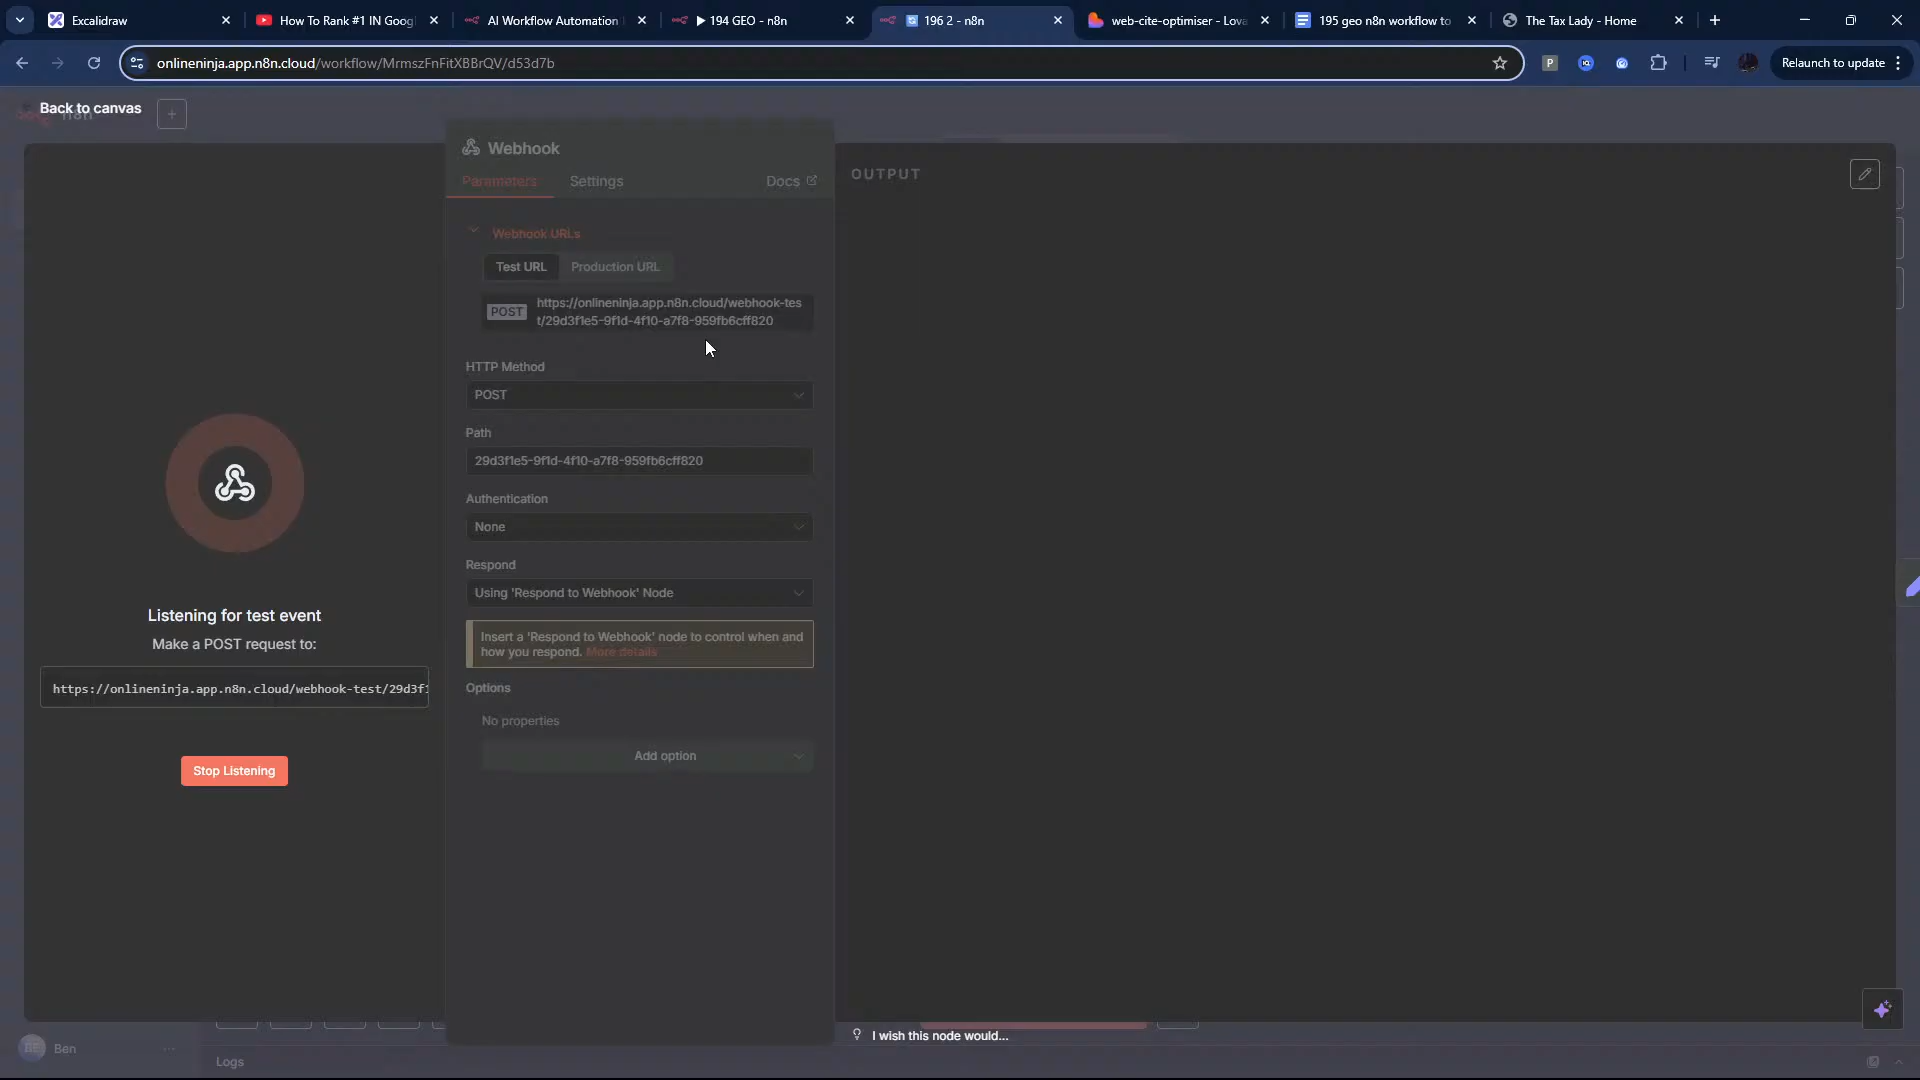 Excalidraw
How To Rank #1 IN Goog
AI Workflow Automation
194 GEO - n8n
196 2 - n8n
web-cite-optimiser - Lova
195 geo n8n workflow to
The Tax Lady - Home
onlineninja.app.n8n.cloud/workflow/MrmszFnFitXBBrQV/d53d7b
Relaunch to update
Back to canvas
n8n
Webhook
Parameters
Settings
Docs
OUTPUT
Webhook URLs
Test URL
Production URL
POST
https://onlineninja.app.n8n.cloud/webhook-tes
t/29d3f1e5-9f1d-4f10-a7f8-959fb6cff820
HTTP Method
POST
Path
29d3f1e5-9f1d-4f10-a7f8-959fb6cff820
Authentication
None
Respond
Using 'Respond to Webhook' Node
Insert a 'Respond to Webhook' node to control when and
how you respond. More details
Options
No properties
Add option
Listening for test event
Make a POST request to:
https://onlineninja.app.n8n.cloud/webhook-test/29d3f1
Stop Listening
I wish this node would...
BE
Ben
Logs